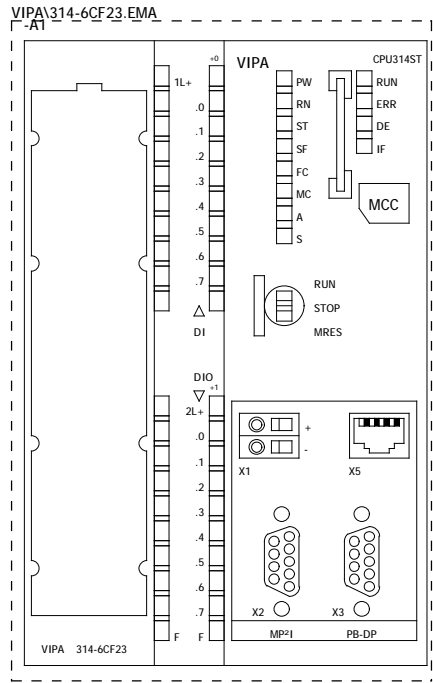 VIPA\314-6CF23.EMA
-A1
+0
1L+
.0
.1
.2
.3
.4
.5
.6
.7
DI
DIO
+1
2L+
.0
.1
.2
.3
.4
.5
.6
.7
F F
VIPA 314-6CF23
VIPA CPU314ST
PW
RN
ST
SF
FC
MC
A
S
RUN
ERR
DE
IF
MCC
RUN
STOP
MRES
+
-
X1 X5
X2 X3
MP²I PB-DP